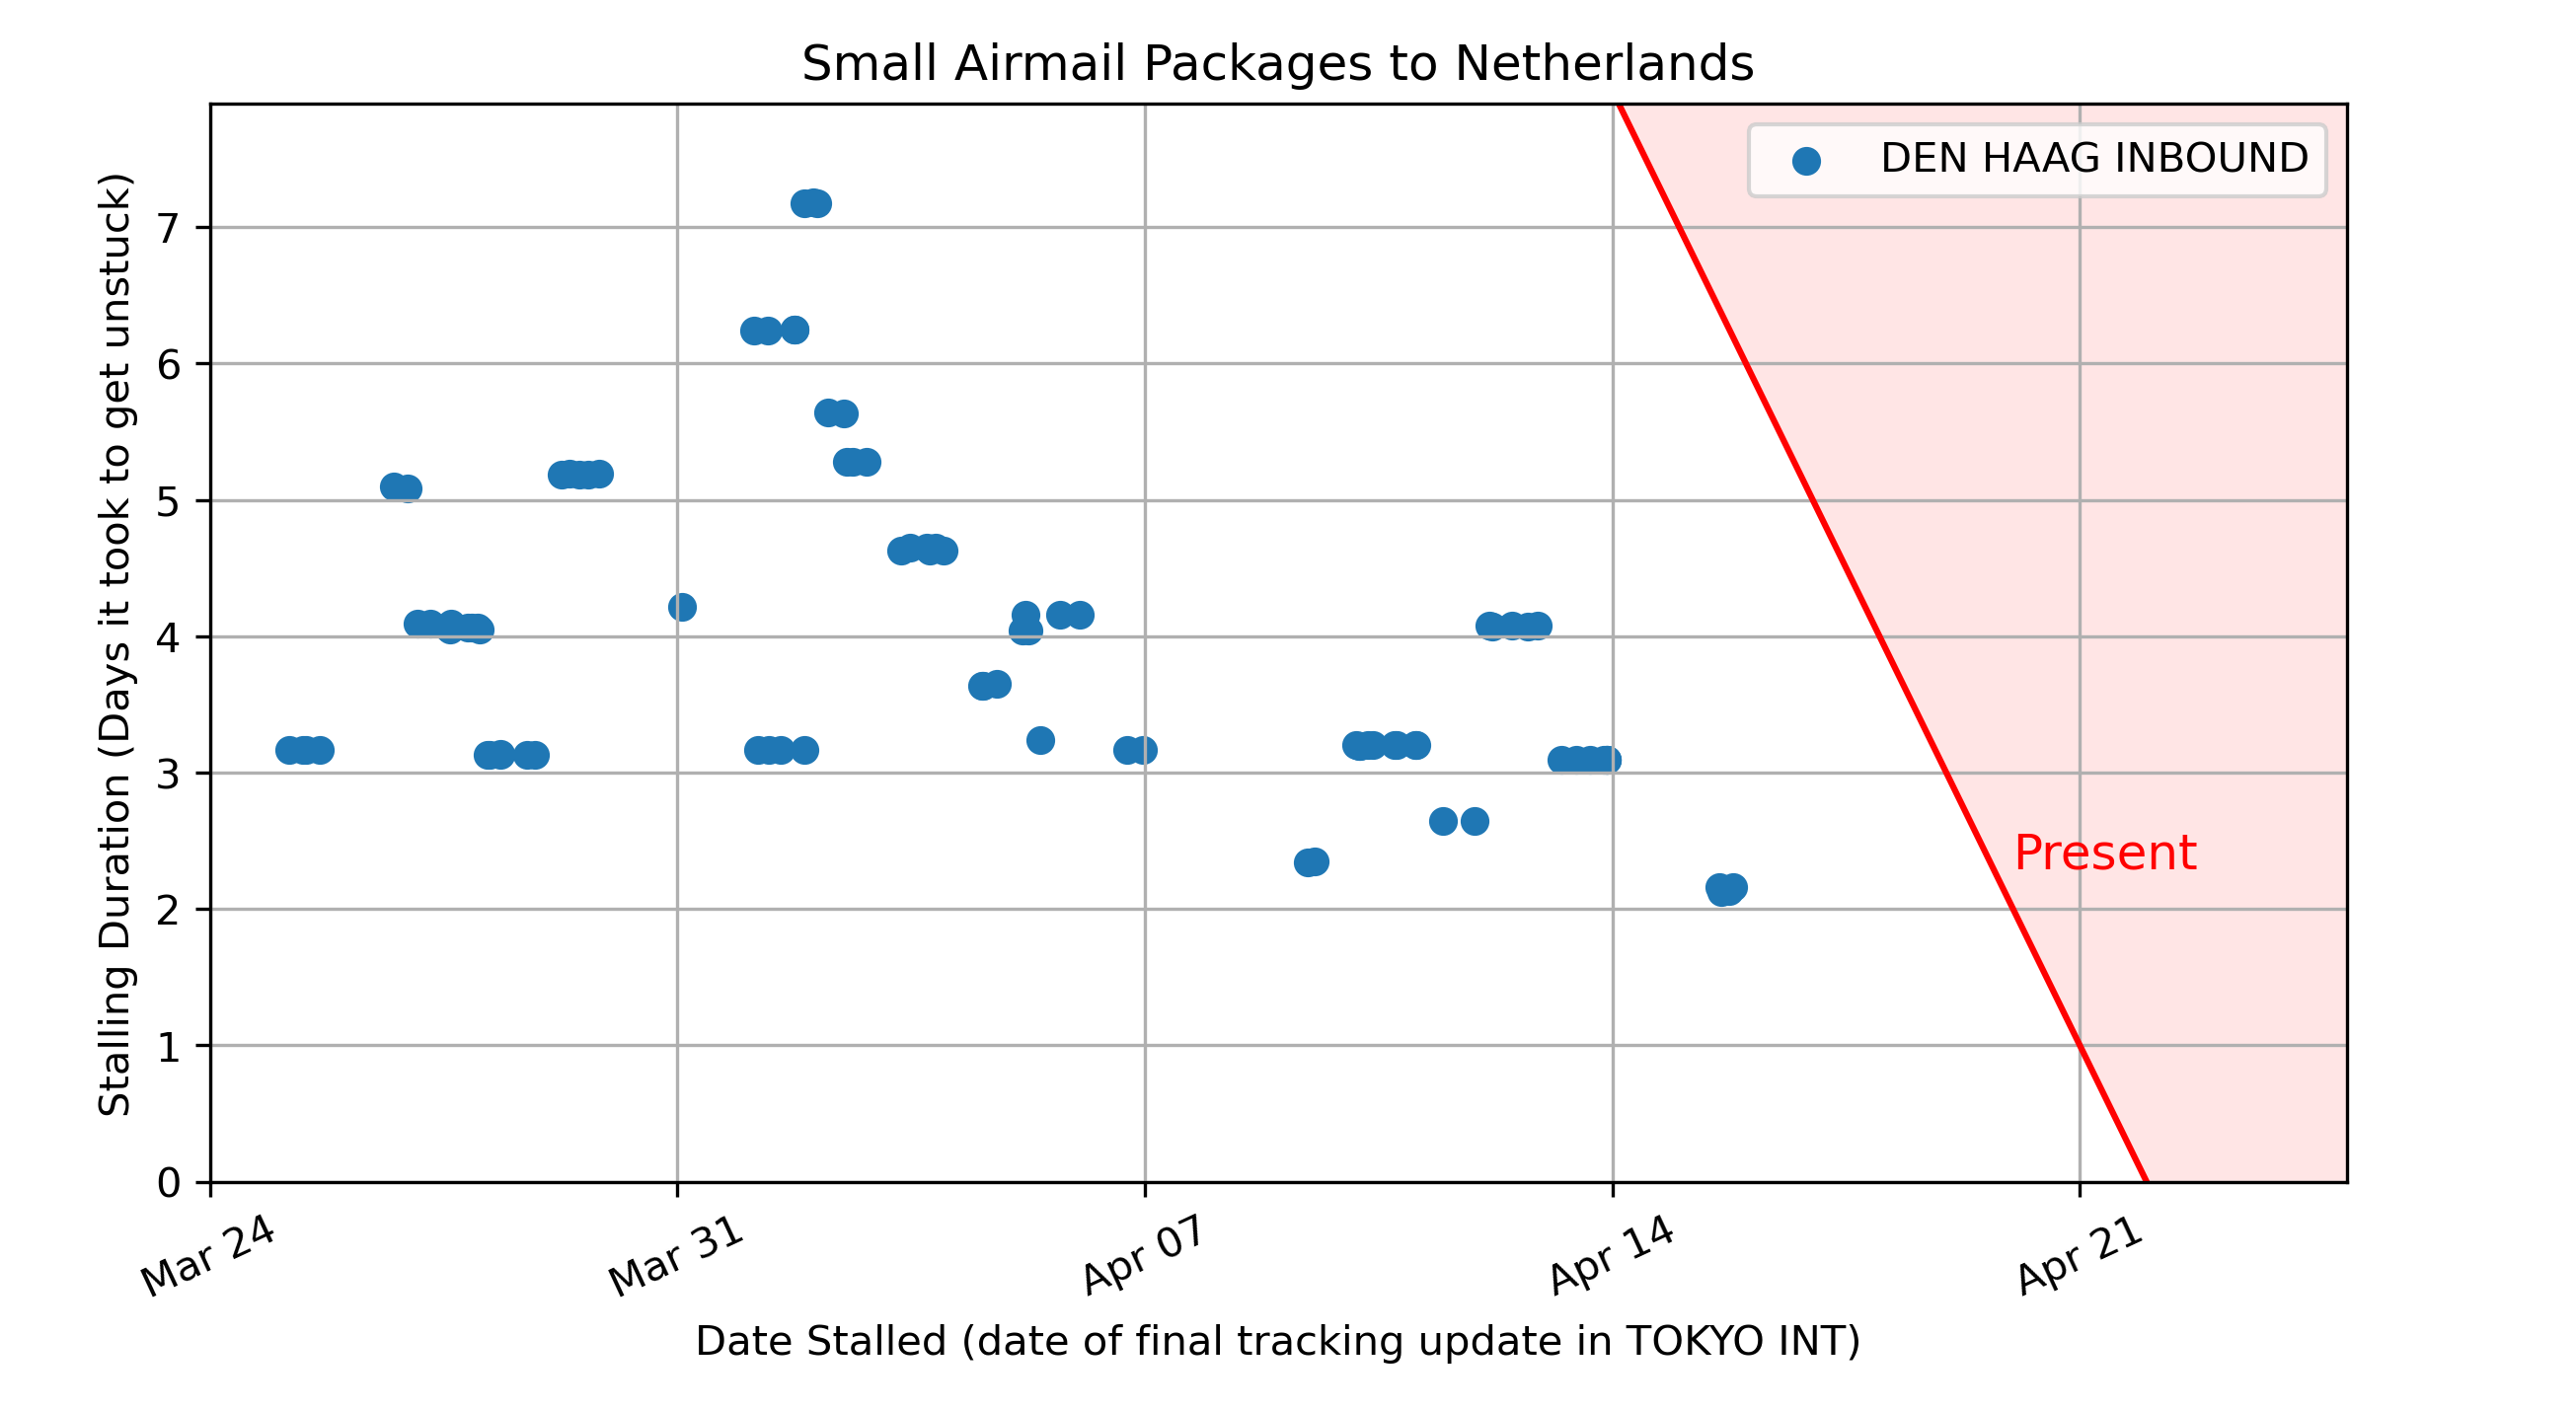 Small Airmail Packages to Netherlands
DEN HAAG INBOUND
Stalling Duration (Days it took to get unstuck)
7
6
5
4
3
2
1
0
Present
Mar 24
Mar 31
Apr 07
Apr 14
Apr 21
Date Stalled (date of final tracking update in TOKYO INT)